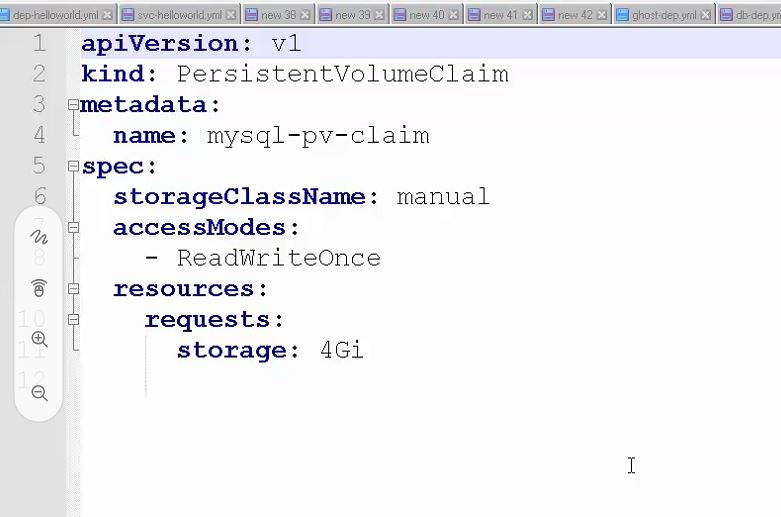 dep-helloworld.yml svc-helloworld.yml new 38 new 39 new 40 new 41 new 42 ghost-dep.yml db-dep.ym
1 apiVersion: v1
2 kind: PersistentVolumeClaim
3 metadata:
4 name: mysql-pv-claim
5 spec:
6 storageClassName: manual
7 accessModes:
8 - ReadWriteOnce
resources:
10 requests:
11 storage: 4Gi
12